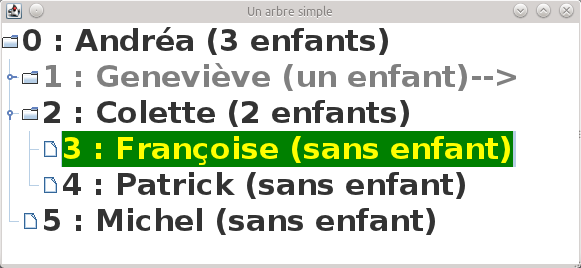 Un arbre simple
0 : Andréa (3 enfants)
1 : Geneviève (un enfant)-->
2 : Colette (2 enfants)
3 : Françoise (sans enfant)
4 : Patrick (sans enfant)
5 : Michel (sans enfant)